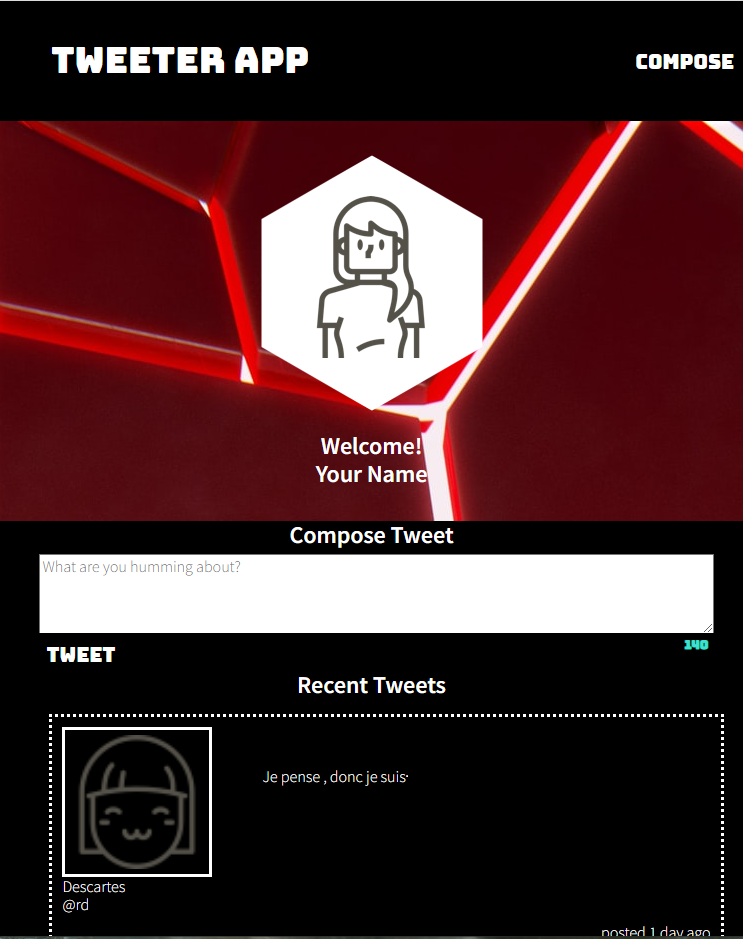 TWEETER APP
COMPOSE
Welcome!
Your Name
Compose Tweet
What are you humming about?
140
TWEET
Recent Tweets
Je pense , donc je suis·
Descartes
@rd
posted 1 day ago